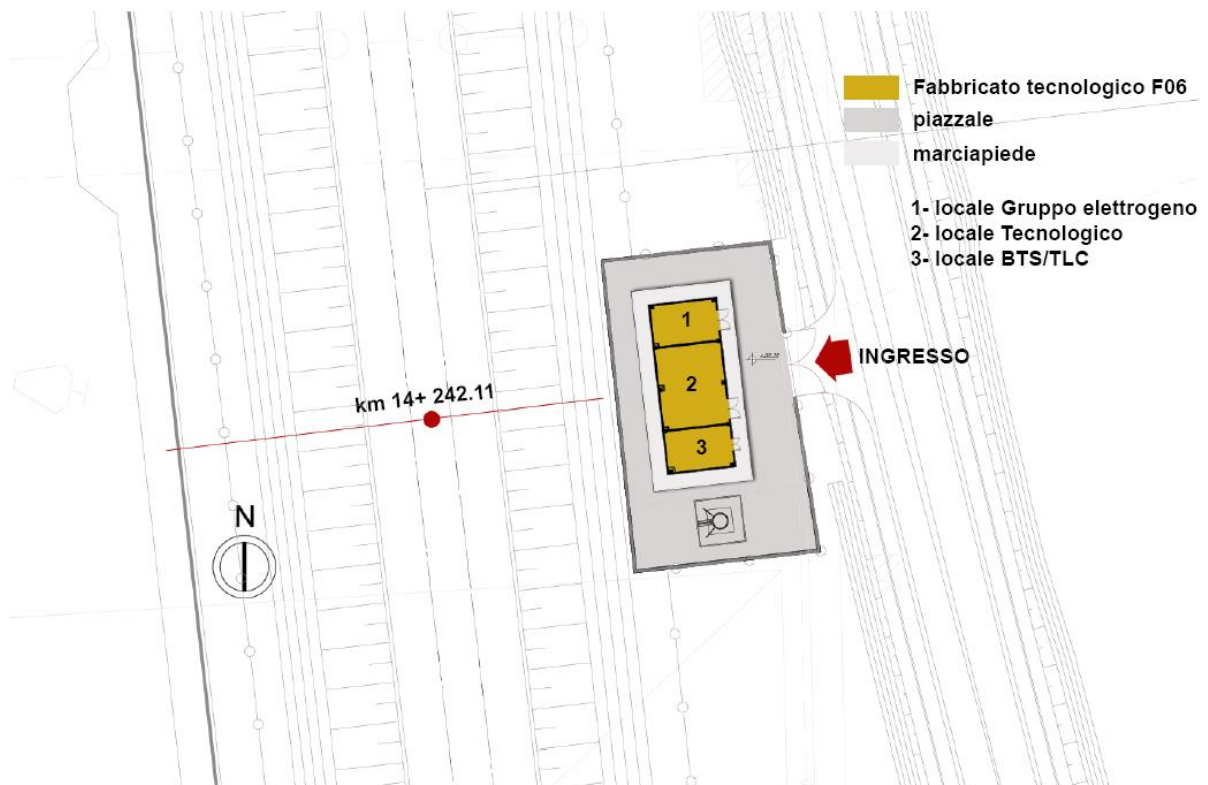 Fabbricato tecnologico F06
piazzale
marciapiede
1- locale Gruppo elettrogeno
2- locale Tecnologico
3- locale BTS/TLC
1
INGRESSO
2
km 14+ 242.11
3
N